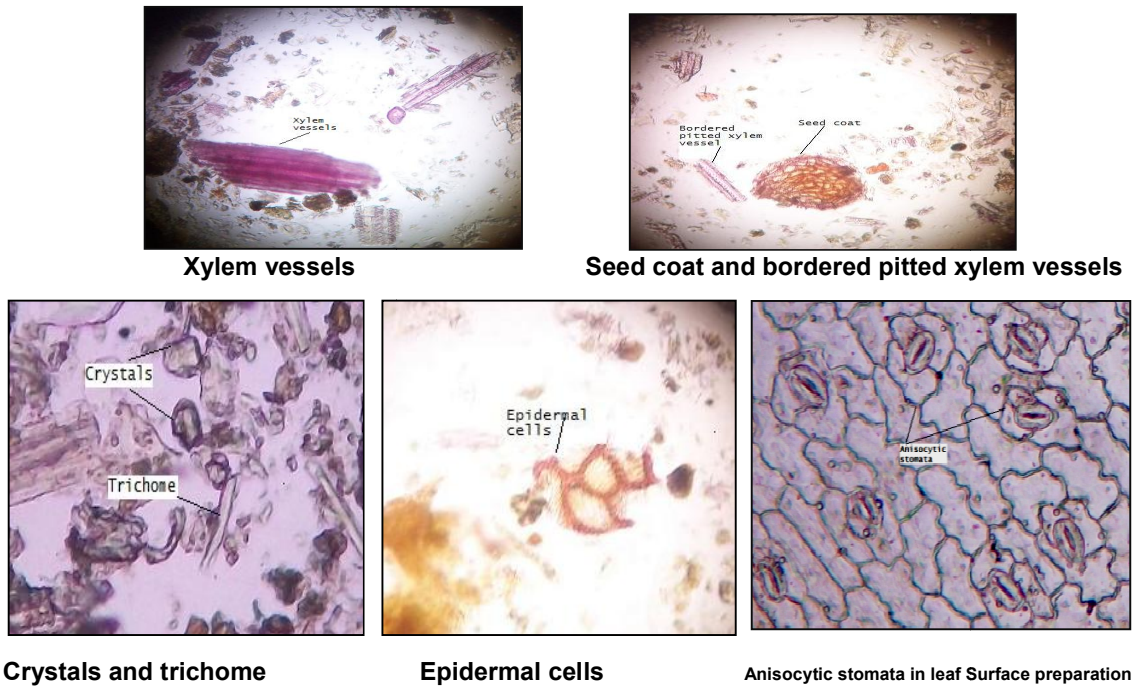 Xylem
vessels
Bordered
pitted xylem
vessel
Seed coat
Xylem vessels
Seed coat and bordered pitted xylem vessels
Crystals
Trichome
Epidermal
cells
Anisocytic
stomata
Crystals and trichome
Epidermal cells
Anisocytic stomata in leaf Surface preparation